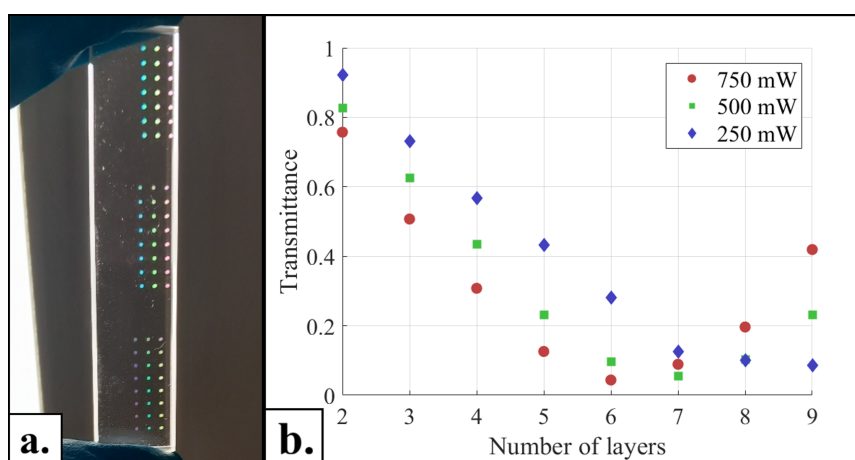 a.
b.
Transmittance
1
0.8
0.6
0.4
0.2
0
2 3 4 5 6 7 8 9
Number of layers
750 mW
500 mW
250 mW